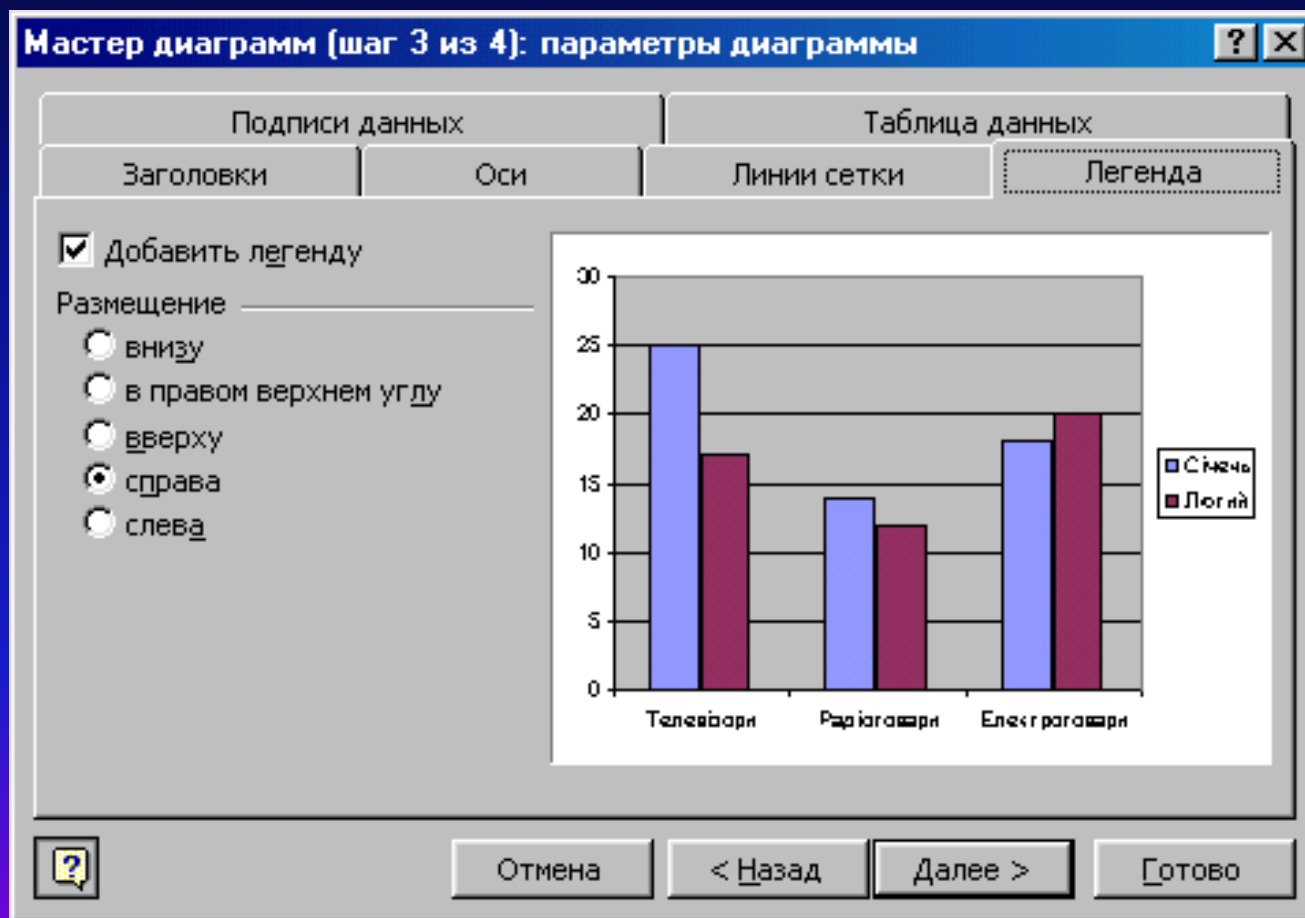 Мастер диаграмм (шаг 3 из 4): параметры диаграммы
Подписи данных Таблица данных
Заголовки Оси Линии сетки Легенда
Добавить легенду
Размещение
внизу
в правом верхнем углу
вверху
справа
слева
30
25
20
15
10
5
0
Телевізори Радіотовари Електротовари
Січень
Лютий
Отмена < Назад Далее > Готово